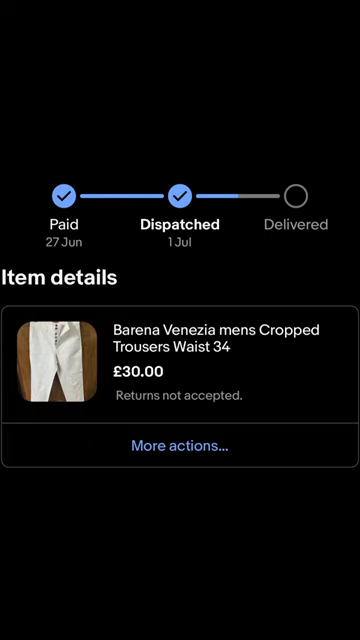 Paid
Dispatched
Delivered
27 Jun
1 Jul
Item details
Barena Venezia mens Cropped
Trousers Waist 34
£30.00
Returns not accepted.
More actions...